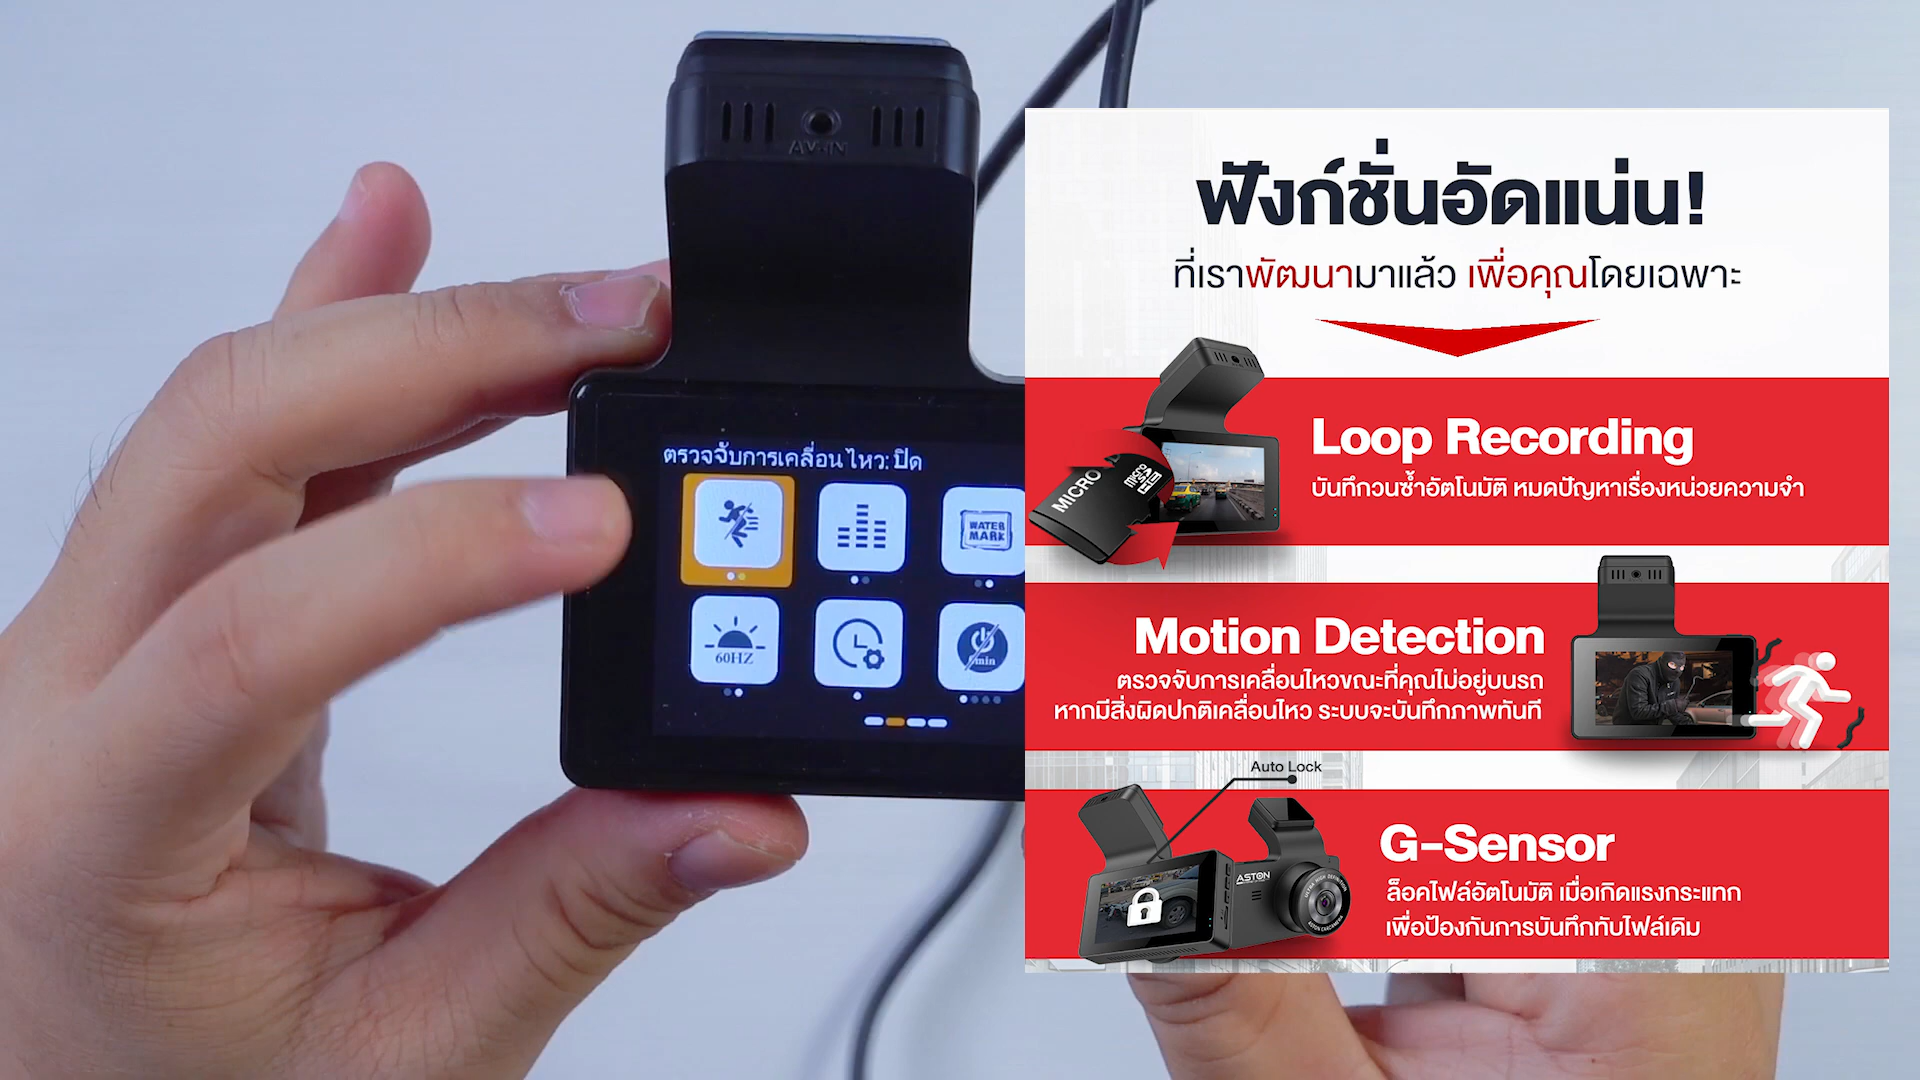 AV-IN
ตรวจจับการเคลื่อนไหว: ปิด
WATER
MARK
60HZ
min
ฟังก์ชั่นอัดแน่น!
ที่เราพัฒนามาแล้ว เพื่อคุณโดยเฉพาะ
Loop Recording
บันทึกวนซ้ำอัตโนมัติ หมดปัญหาเรื่องหน่วยความจำ
MICRO
micro
SD
HC
Motion Detection
ตรวจจับการเคลื่อนไหวขณะที่คุณไม่อยู่บนรถ
หากมีสิ่งผิดปกติเคลื่อนไหว ระบบจะบันทึกภาพทันที
Auto Lock
G-Sensor
ล็อคไฟล์อัตโนมัติ เมื่อเกิดแรงกระแทก
เพื่อป้องกันการบันทึกทับไฟล์เดิม
ASTON
ULTRA HIGH DEFINITION
ASTON CARCAMERA